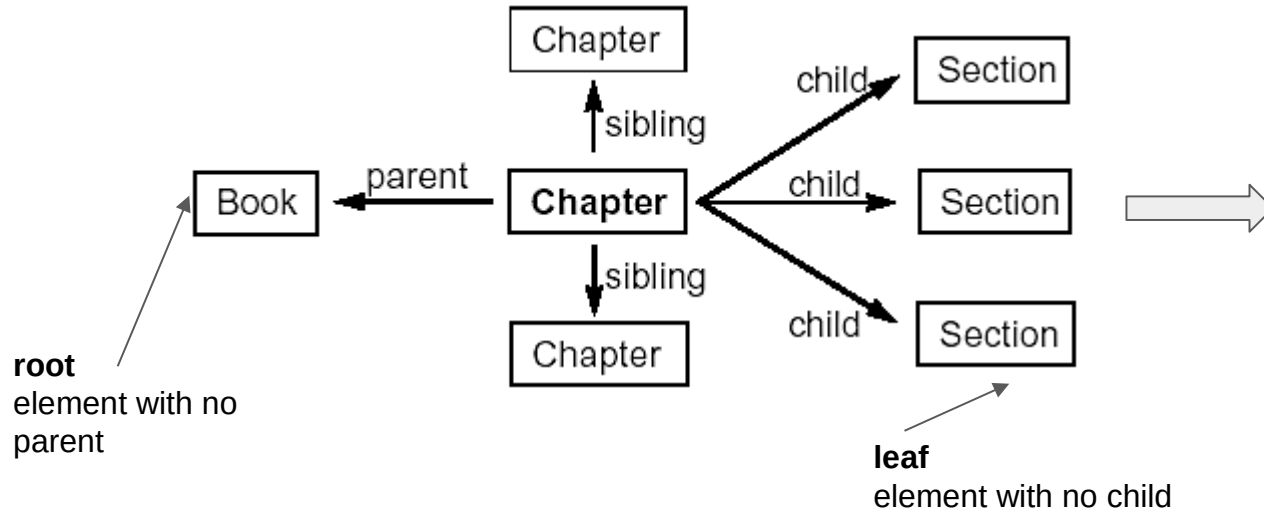 Chapter
child
Section
sibling
Book
parent
Chapter
child
Section
sibling
Chapter
child
Section
root
element with no
parent
leaf
element with no child